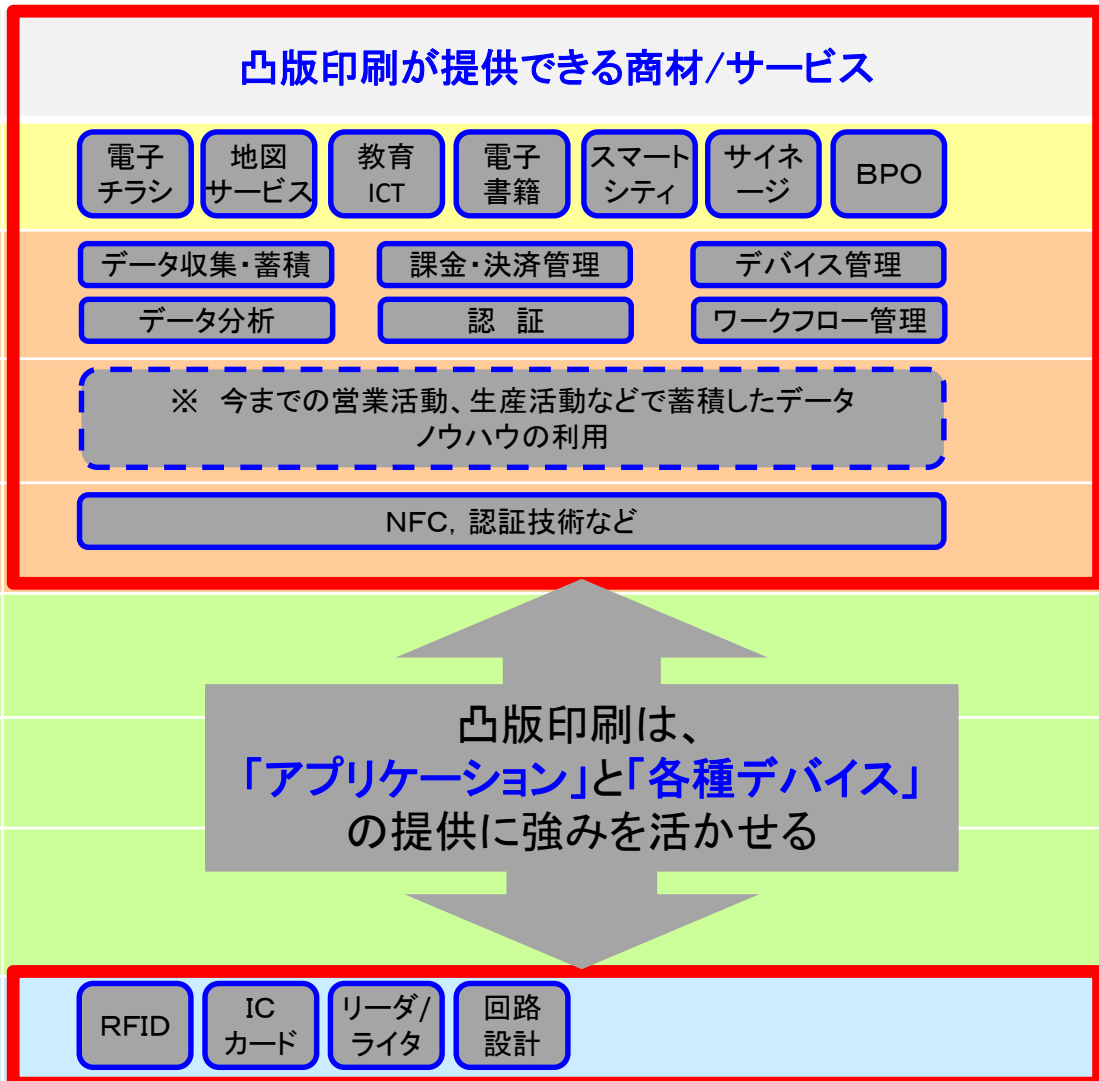 凸版印刷が提供できる商材/サービス
電子
チラシ
地図
サービス
教育
ICT
電子
書籍
スマート
シティ
サイネ
ージ
ＢＰＯ
データ収集・蓄積
課金・決済管理
デバイス管理
データ分析
認　証
ワークフロー管理
※　今までの営業活動、生産活動などで蓄積したデータ
ノウハウの利用
ＮＦＣ，認証技術など
凸版印刷は、
「アプリケーション」と「各種デバイス」
の提供に強みを活かせる
ＲＦＩＤ
ＩＣ
カード
リーダ/
ライタ
回路
設計